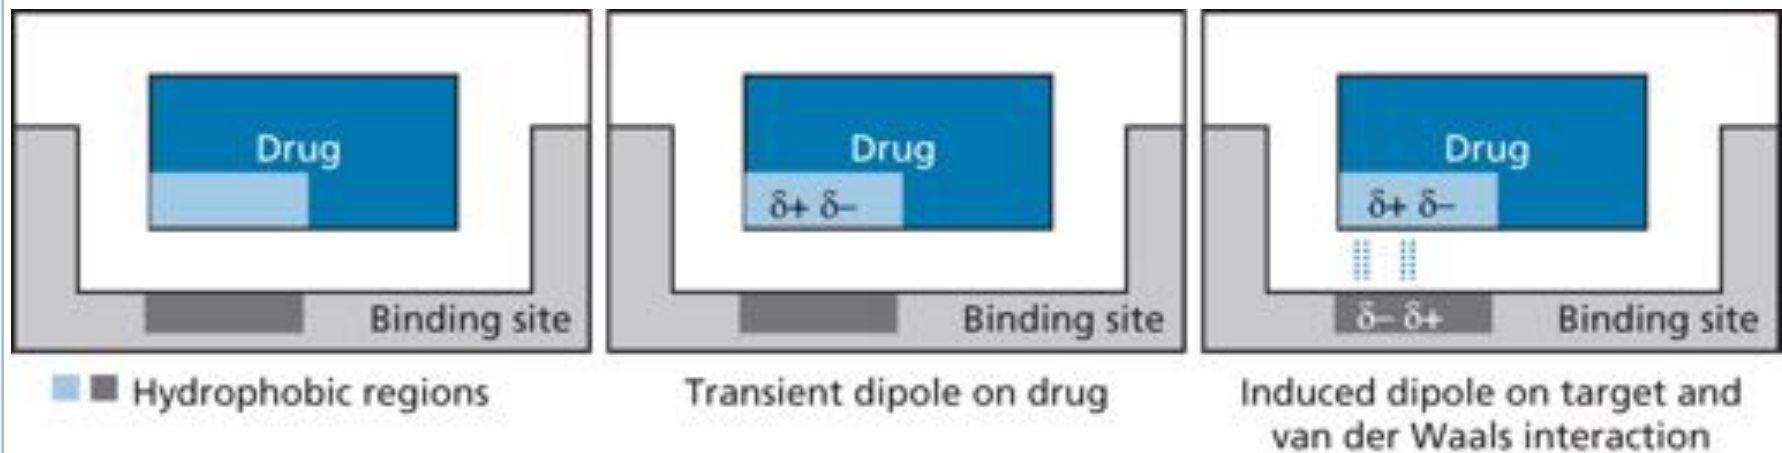 Drug
Binding site
Hydrophobic regions
Drug
δ+ δ−
Binding site
Transient dipole on drug
Drug
δ+ δ−
δ− δ+
Binding site
Induced dipole on target and
van der Waals interaction